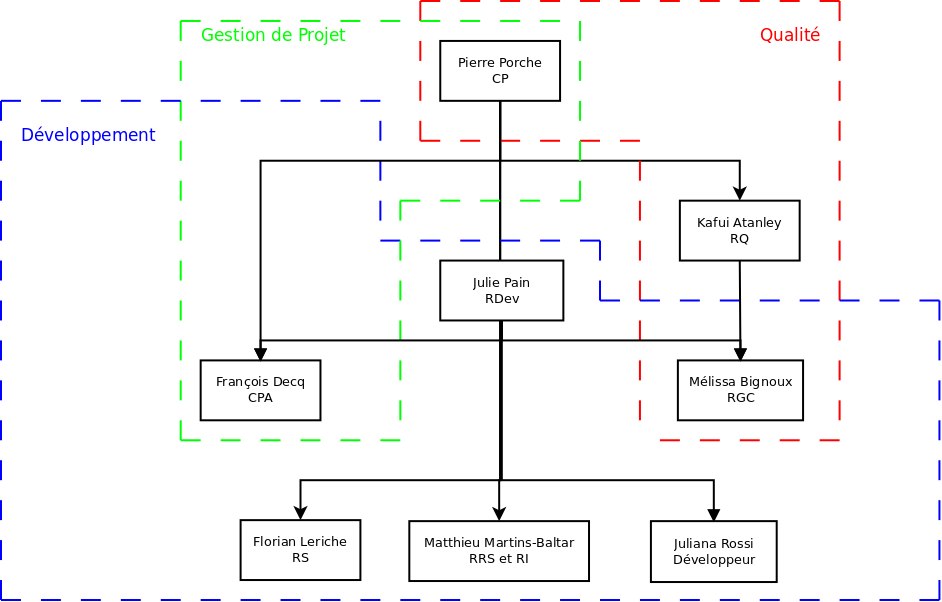 Gestion de Projet
Qualité
Pierre Porche
CP
Développement
Kafui Atanley
RQ
Julie Pain
RDev
François Decq
CPA
Mélissa Bignoux
RGC
Florian Leriche
RS
Matthieu Martins-Baltar
RRS et RI
Juliana Rossi
Développeur